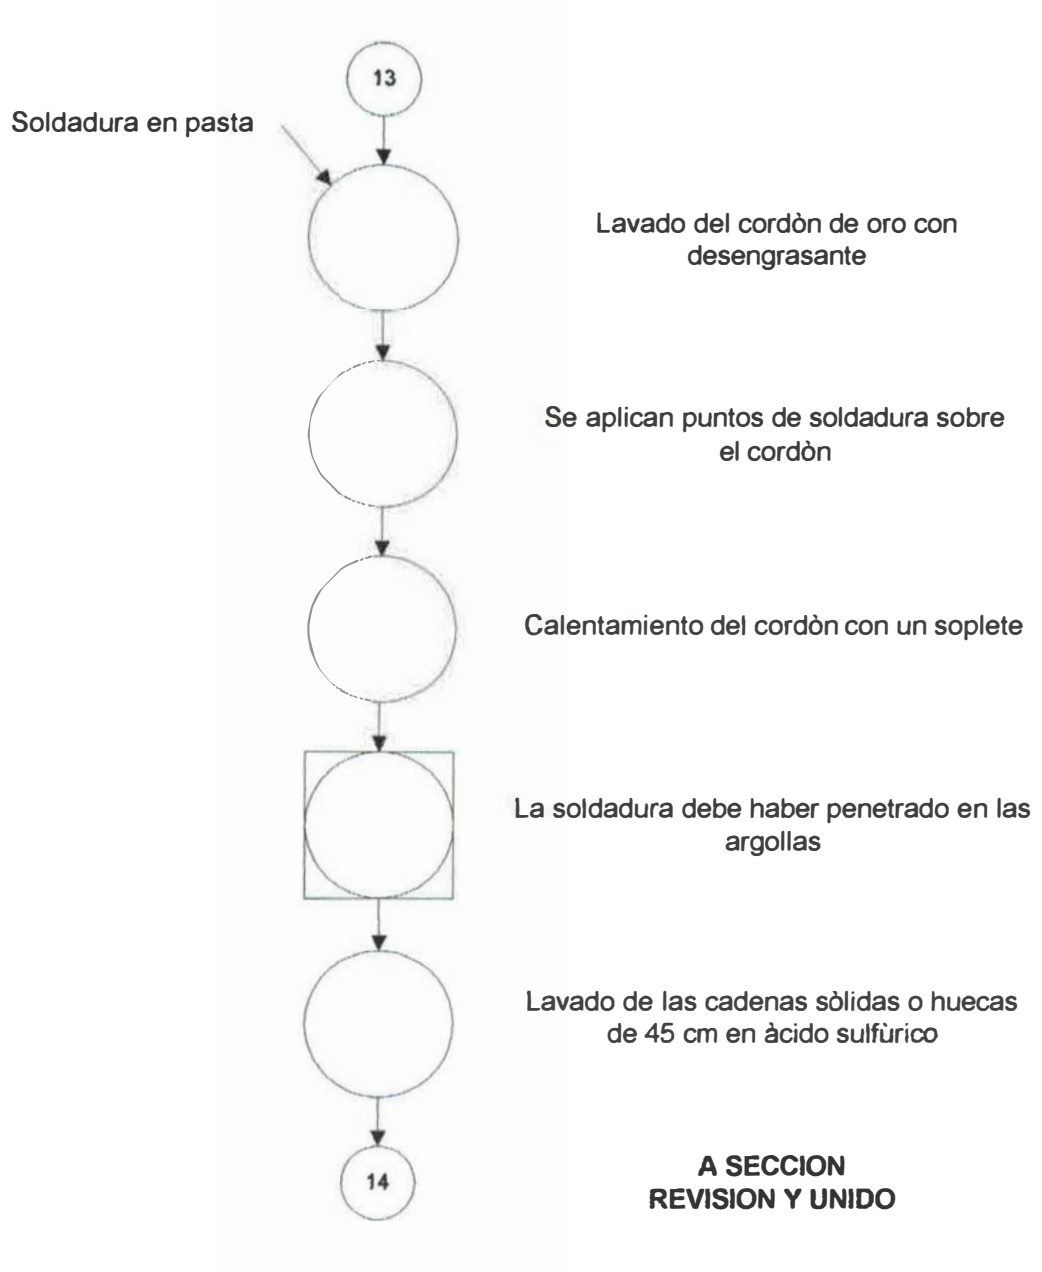 13
Soldadura en pasta
Lavado del cordòn de oro con
desengrasante
Se aplican puntos de soldadura sobre
el cordòn
Calentamiento del cordòn con un soplete
La soldadura debe haber penetrado en las
argollas
Lavado de las cadenas sòlidas o huecas
de 45 cm en àcido sulfùrico
14
A SECCION
REVISION Y UNIDO